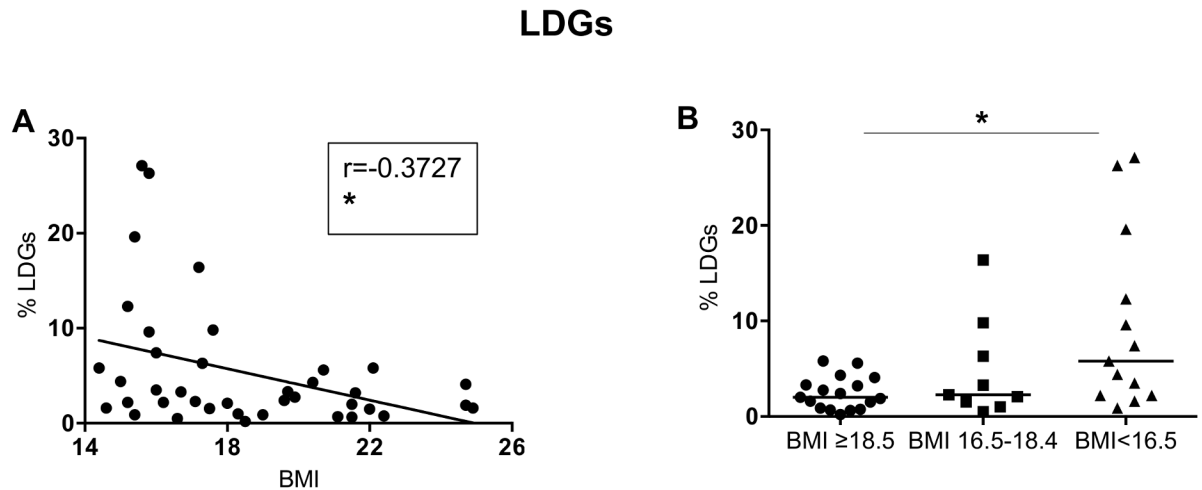 LDGs
A
30
20
10
0
% LDGs
14
18
22
26
BMI
r=-0.3727
*
B
30
20
10
0
% LDGs
*
BMI ≥18.5
BMI 16.5-18.4
BMI<16.5